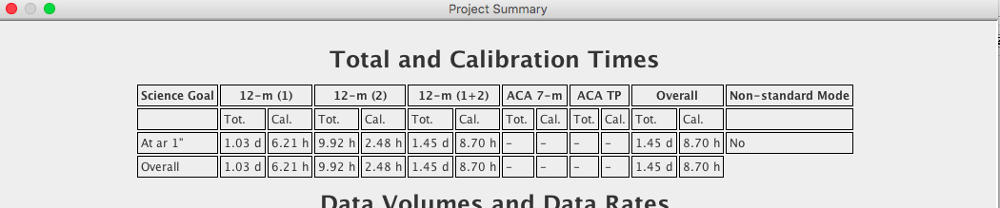 Project Summary
Total and Calibration Times
Science Goal 12-m (1) 12-m (2) 12-m (1+2) ACA 7-m ACA TP Overall Non-standard Mode
Tot. Cal. Tot. Cal. Tot. Cal. Tot. Cal. Tot. Cal. Tot. Cal.
At ar 1" 1.03 d 6.21 h 9.92 h 2.48 h 1.45 d 8.70 h – – – – 1.45 d 8.70 h No
Overall 1.03 d 6.21 h 9.92 h 2.48 h 1.45 d 8.70 h – – – – 1.45 d 8.70 h
Data Volumes and Data Rates